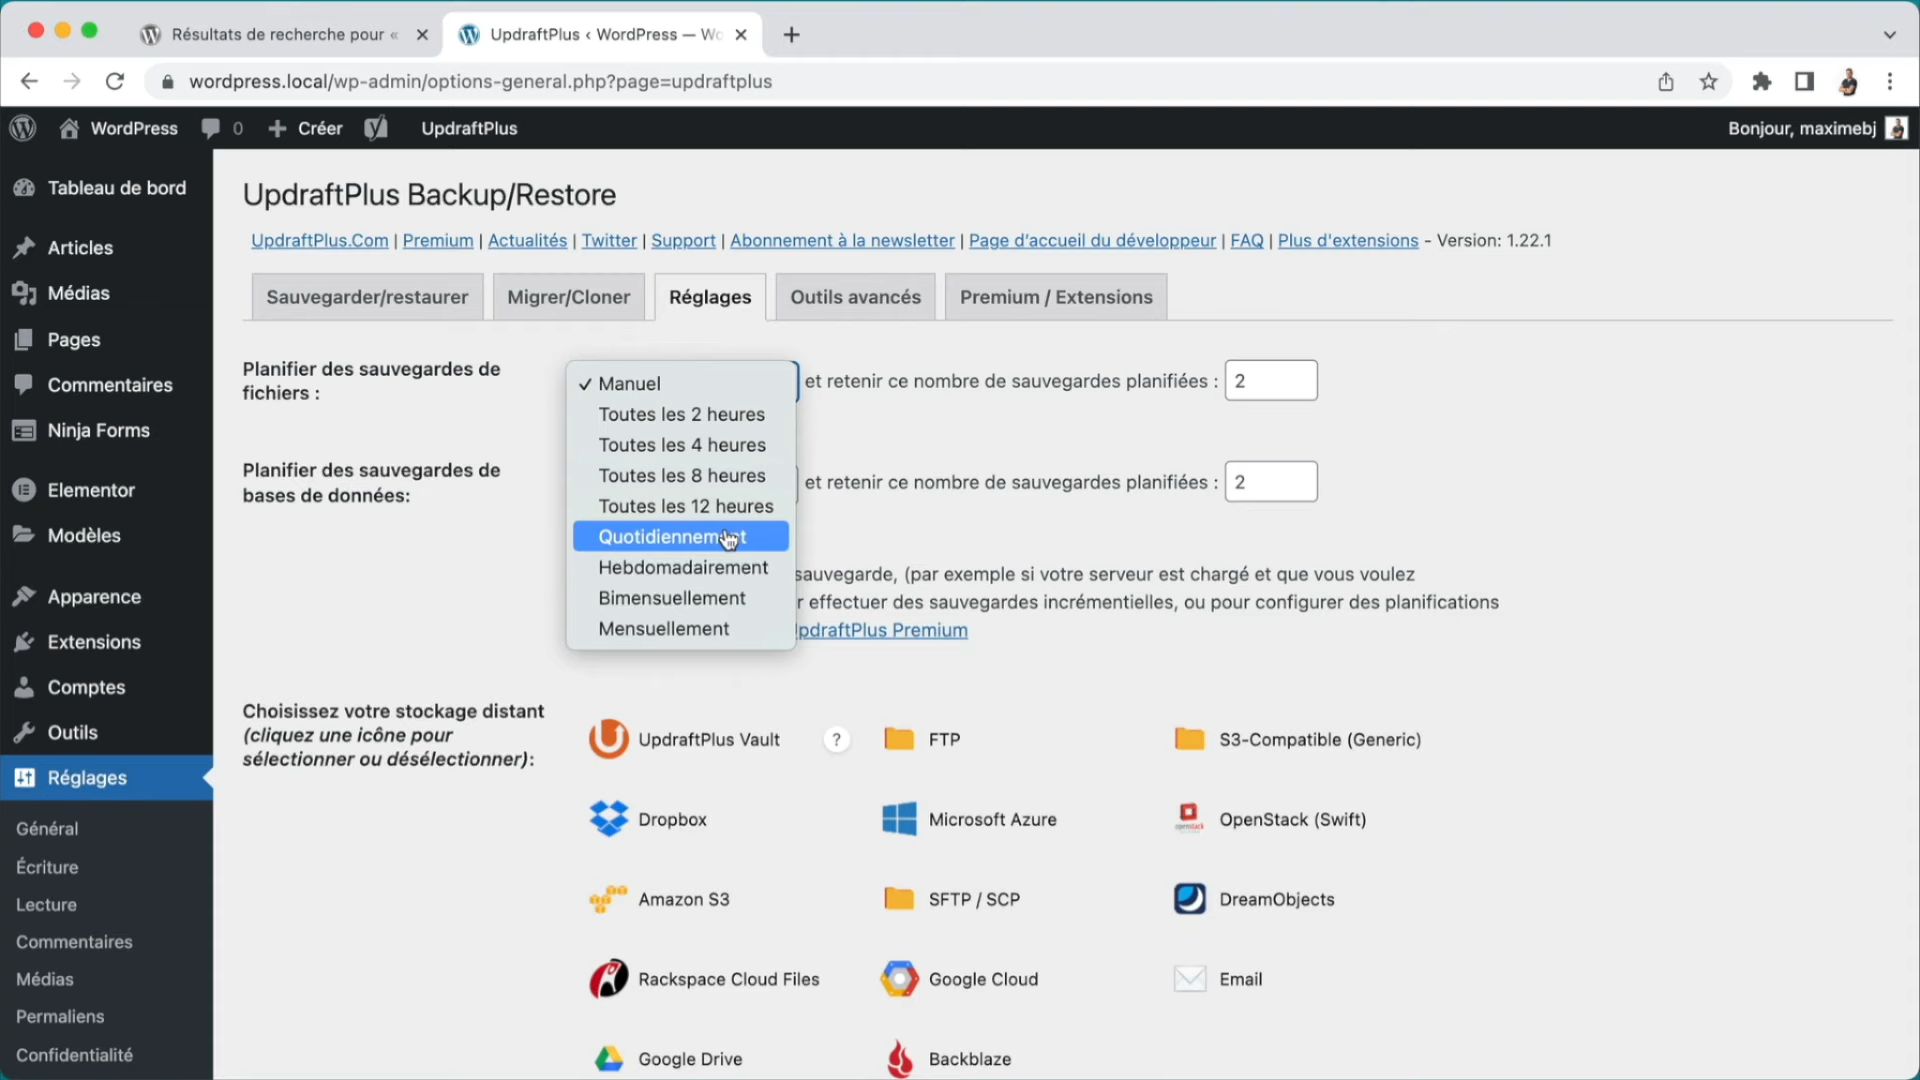 Résultats de recherche pour «
UpdraftPlus ‹ WordPress — Wo
wordpress.local/wp-admin/options-general.php?page=updraftplus
WordPress
0
Créer
UpdraftPlus
Bonjour, maximebj
Tableau de bord
Articles
Médias
Pages
Commentaires
Ninja Forms
Elementor
Modèles
Apparence
Extensions
Comptes
Outils
Réglages
Général
Écriture
Lecture
Commentaires
Médias
Permaliens
Confidentialité
UpdraftPlus Backup/Restore
UpdraftPlus.Com | Premium | Actualités | Twitter | Support | Abonnement à la newsletter | Page d'accueil du développeur | FAQ | Plus d'extensions - Version: 1.22.1
Sauvegarder/restaurer
Migrer/Cloner
Réglages
Outils avancés
Premium / Extensions
Planifier des sauvegardes de
fichiers :
✓ Manuel
Toutes les 2 heures
Toutes les 4 heures
Toutes les 8 heures
Toutes les 12 heures
Quotidiennement
Hebdomadairement
Bimensuellement
Mensuellement
et retenir ce nombre de sauvegardes planifiées : 2
Planifier des sauvegardes de
bases de données:
et retenir ce nombre de sauvegardes planifiées : 2
sauvegarde, (par exemple si votre serveur est chargé et que vous voulez
r effectuer des sauvegardes incrémentielles, ou pour configurer des planifications
pdraftPlus Premium
Choisissez votre stockage distant
(cliquez une icône pour
sélectionner ou désélectionner):
UpdraftPlus Vault
?
FTP
S3-Compatible (Generic)
Dropbox
Microsoft Azure
openstack
OpenStack (Swift)
Amazon S3
SFTP / SCP
DreamObjects
Rackspace Cloud Files
Google Cloud
Email
Google Drive
Backblaze